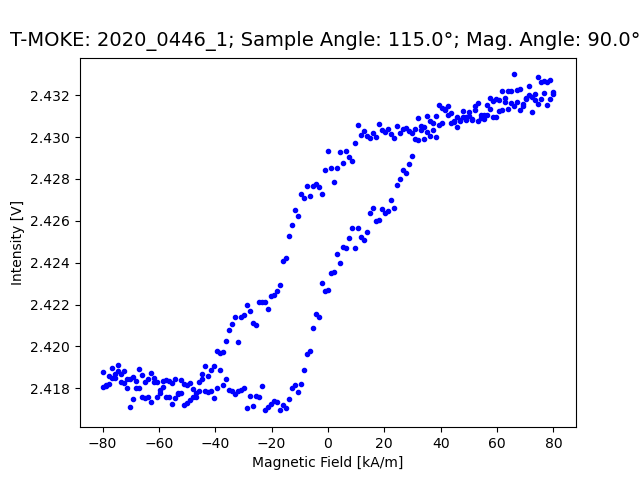 T-MOKE: 2020_0446_1; Sample Angle: 115.0°; Mag. Angle: 90.0°
2.432
2.430
2.428
2.426
2.424
2.422
2.420
2.418
Intensity [V]
−80 −60 −40 −20 0 20 40 60 80
Magnetic Field [kA/m]